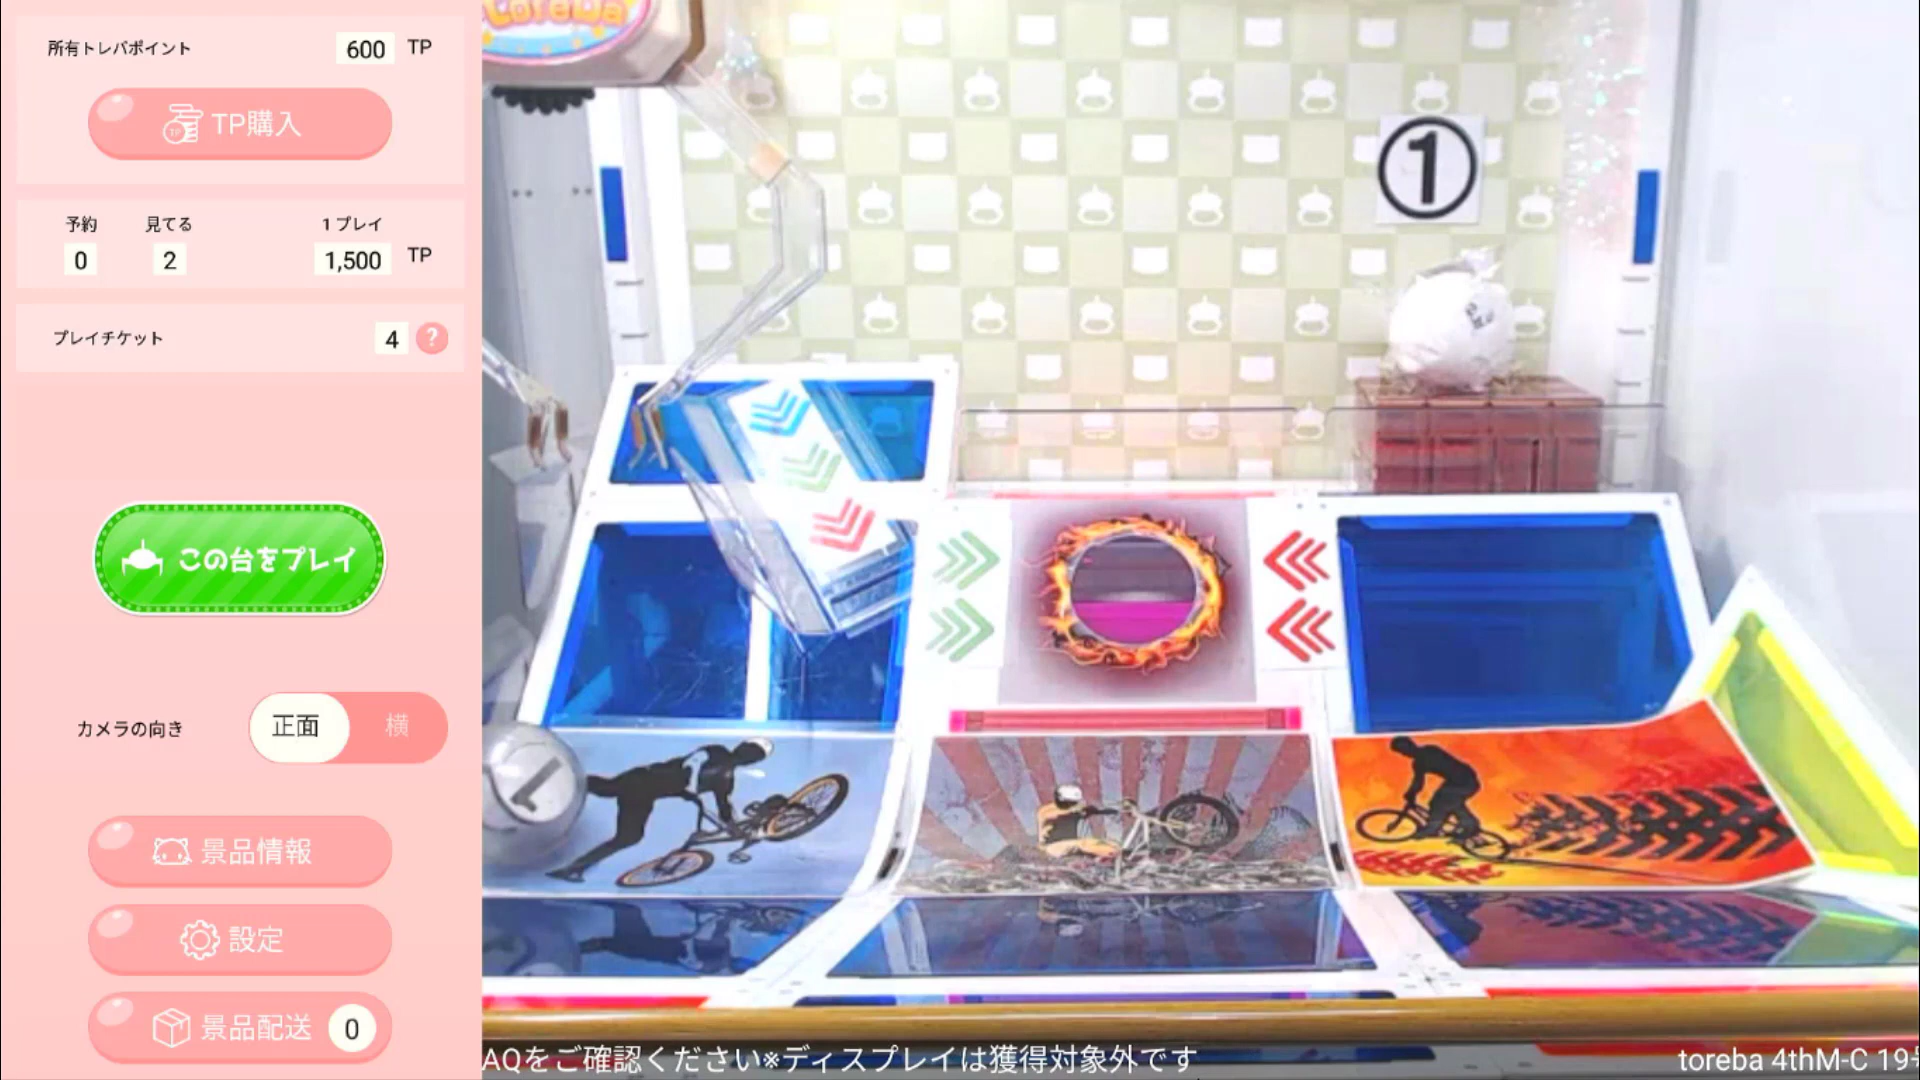 所有トレバポイント 600 TP
TP購入
予約 見てる 1プレイ
0 2 1,500 TP
プレイチケット 4 ?
この台をプレイ
カメラの向き 正面 横
景品情報
設定
景品配送 0
ToreBa
①
1
AQをご確認ください※ディスプレイは獲得対象外です
toreba 4thM-C 19